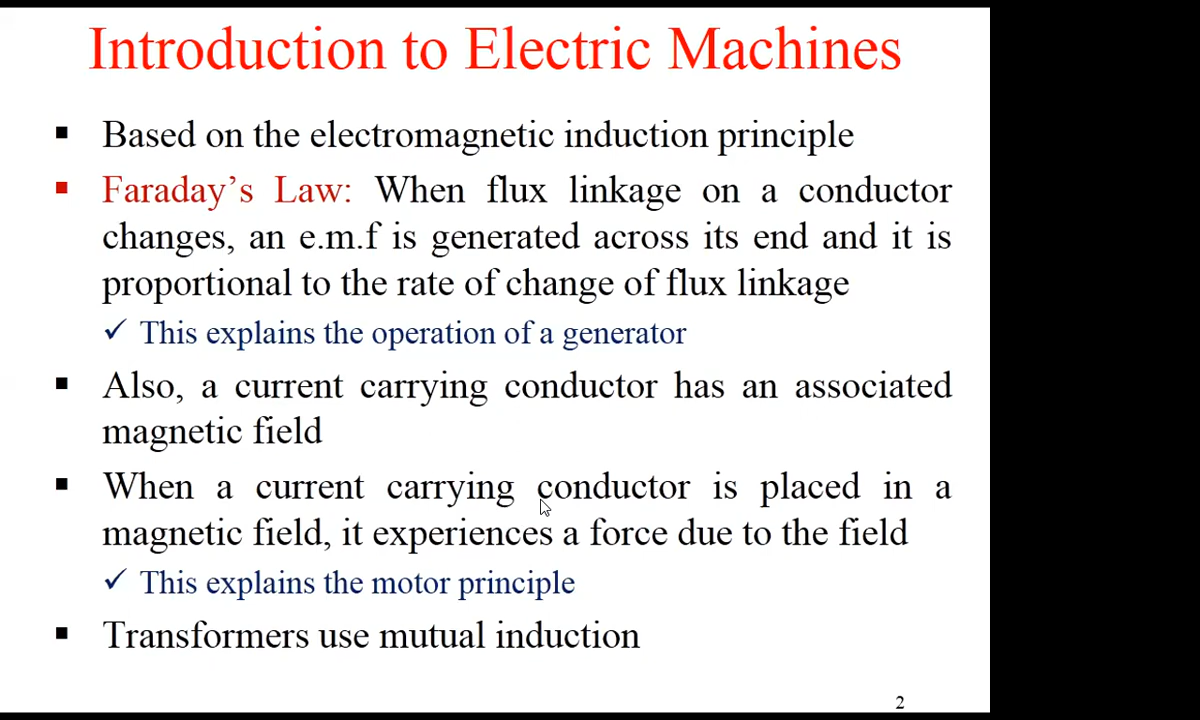 Introduction to Electric Machines
▪ Based on the electromagnetic induction principle
▪ Faraday’s Law: When flux linkage on a conductor
changes, an e.m.f is generated across its end and it is
proportional to the rate of change of flux linkage
✓ This explains the operation of a generator
▪ Also, a current carrying conductor has an associated
magnetic field
▪ When a current carrying conductor is placed in a
magnetic field, it experiences a force due to the field
✓ This explains the motor principle
▪ Transformers use mutual induction
2